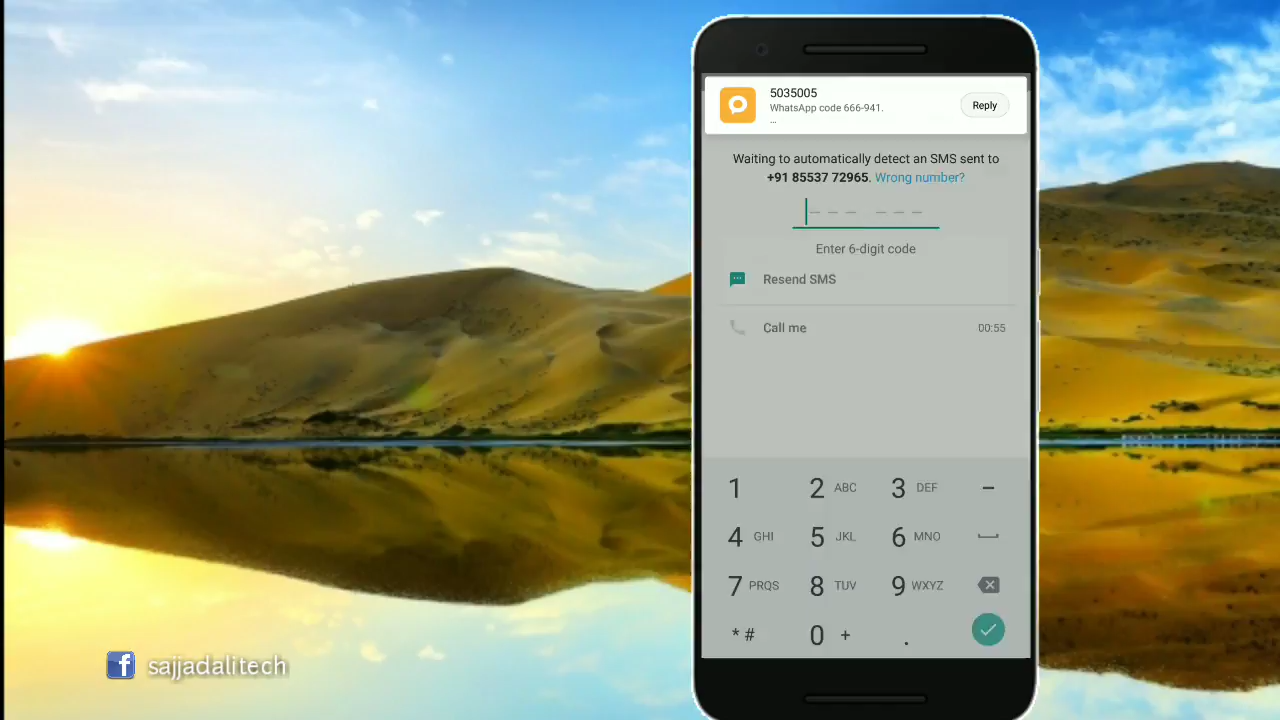 5035005
WhatsApp code 666-941.
...
Reply
Waiting to automatically detect an SMS sent to
+91 85537 72965. Wrong number?
Enter 6-digit code
Resend SMS
Call me 00:55
1 2 ABC 3 DEF –
4 GHI 5 JKL 6 MNO
7 PRQS 8 TUV 9 WXYZ
* # 0 + .
f sajjadalitech